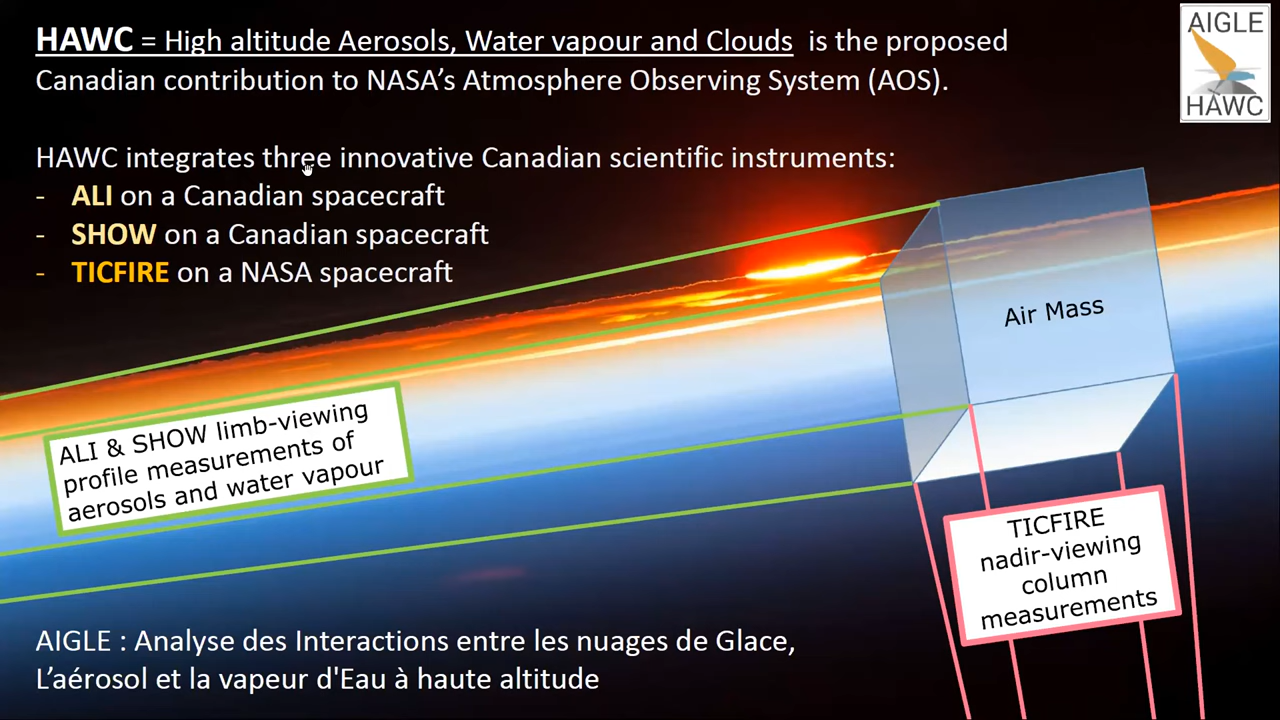 HAWC = High altitude Aerosols, Water vapour and Clouds is the proposed
Canadian contribution to NASA's Atmosphere Observing System (AOS).
AIGLE
HAWC
HAWC integrates three innovative Canadian scientific instruments:
- ALI on a Canadian spacecraft
- SHOW on a Canadian spacecraft
- TICFIRE on a NASA spacecraft
Air Mass
ALI & SHOW limb-viewing
profile measurements of
aerosols and water vapour
TICFIRE
nadir-viewing
column
measurements
AIGLE : Analyse des Interactions entre les nuages de Glace,
L'aérosol et la vapeur d'Eau à haute altitude